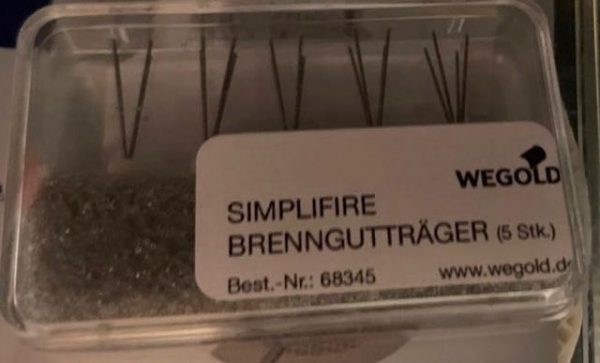 WEGOLD
SIMPLIFIRE
BRENNGUTTRÄGER (5 Stk.)
Best.-Nr.: 68345 www.wegold.de